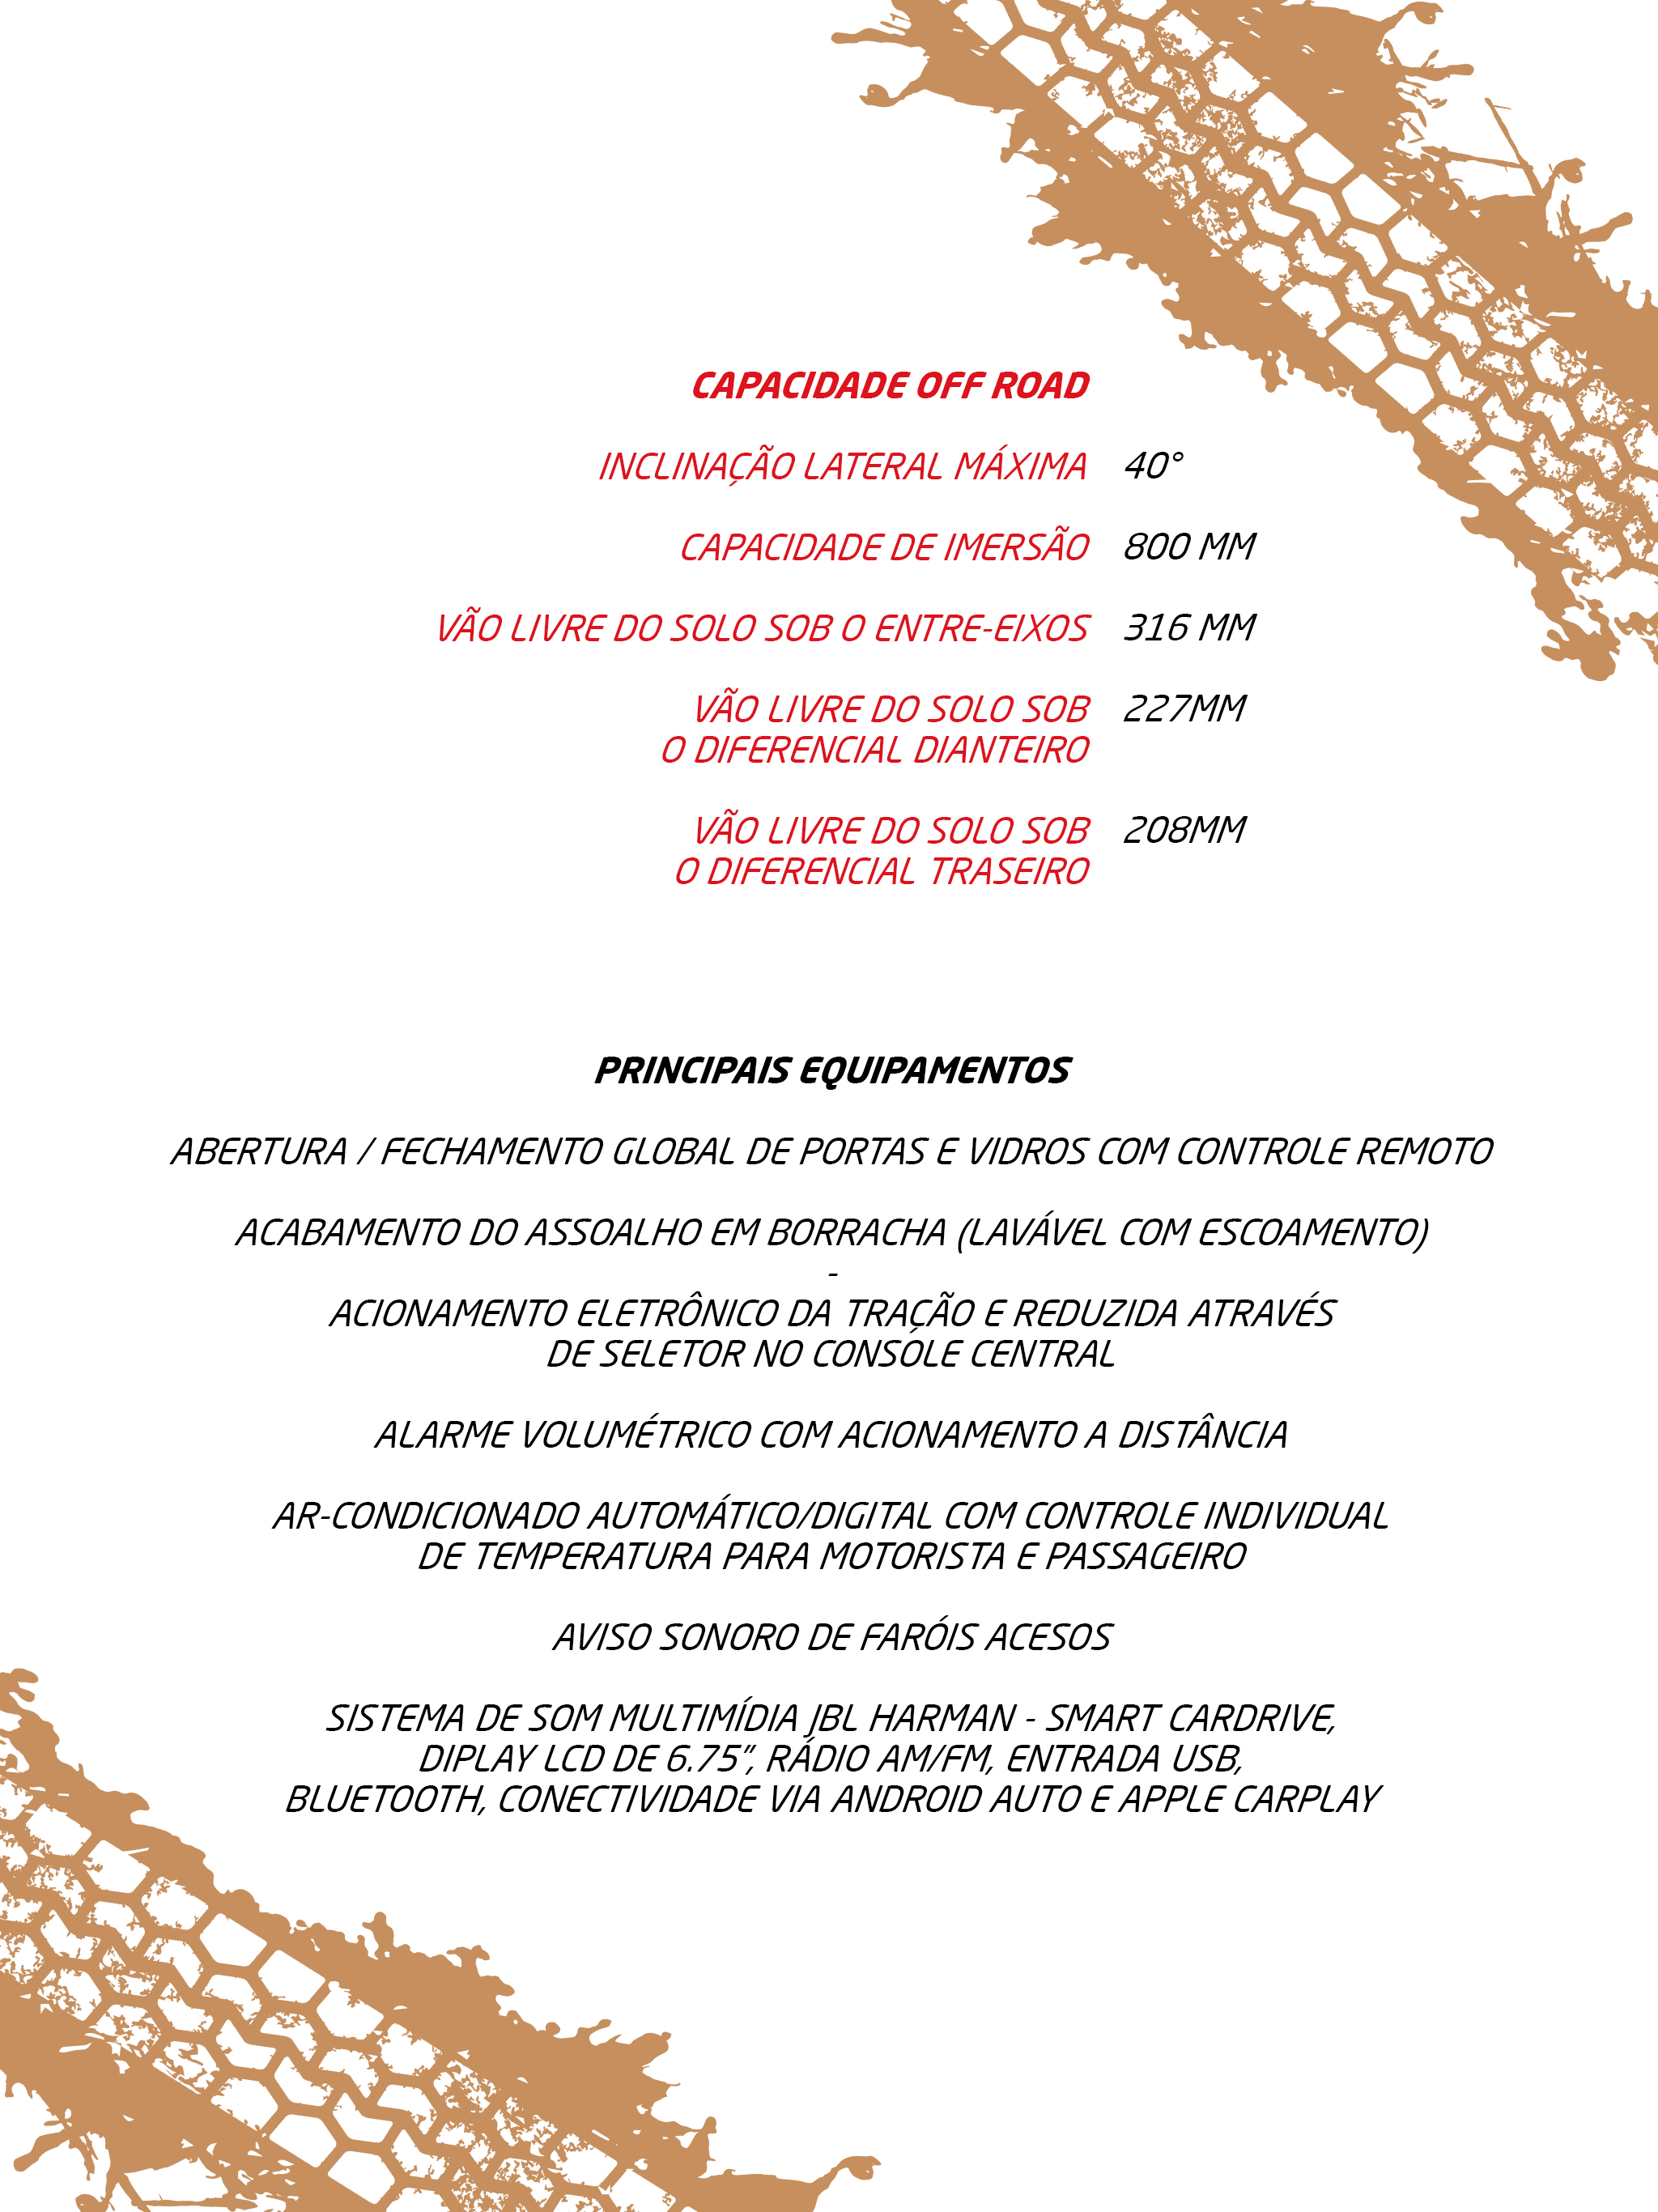 CAPACIDADE OFF ROAD
INCLINAÇÃO LATERAL MÁXIMA 40°
CAPACIDADE DE IMERSÃO 800 MM
VÃO LIVRE DO SOLO SOB O ENTRE-EIXOS 316 MM
VÃO LIVRE DO SOLO SOB 227MM
O DIFERENCIAL DIANTEIRO
VÃO LIVRE DO SOLO SOB 208MM
O DIFERENCIAL TRASEIRO
PRINCIPAIS EQUIPAMENTOS
ABERTURA / FECHAMENTO GLOBAL DE PORTAS E VIDROS COM CONTROLE REMOTO
ACABAMENTO DO ASSOALHO EM BORRACHA (LAVÁVEL COM ESCOAMENTO)
-
ACIONAMENTO ELETRÔNICO DA TRAÇÃO E REDUZIDA ATRAVÉS
DE SELETOR NO CONSOLE CENTRAL
ALARME VOLUMÉTRICO COM ACIONAMENTO A DISTÂNCIA
AR-CONDICIONADO AUTOMÁTICO/DIGITAL COM CONTROLE INDIVIDUAL
DE TEMPERATURA PARA MOTORISTA E PASSAGEIRO
AVISO SONORO DE FARÓIS ACESOS
SISTEMA DE SOM MULTIMÍDIA JBL HARMAN - SMART CARDRIVE,
DIPLAY LCD DE 6.75”, RÁDIO AM/FM, ENTRADA USB,
BLUETOOTH, CONECTIVIDADE VIA ANDROID AUTO E APPLE CARPLAY